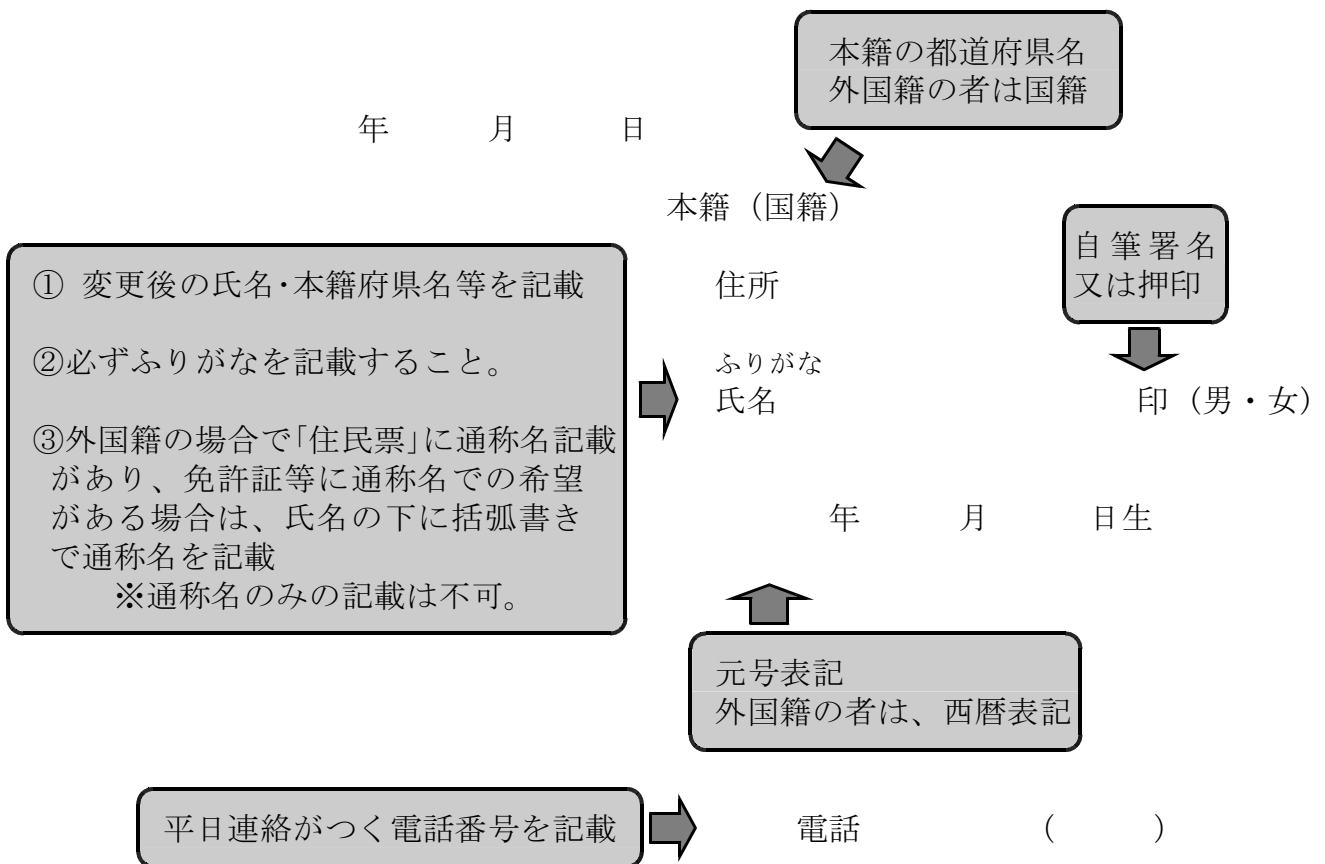 本籍の都道府県名
外国籍の者は国籍
年 月 日
本籍（国籍）
自筆署名
又は押印
① 変更後の氏名・本籍府県名等を記載
②必ずふりがなを記載すること。
③外国籍の場合で「住民票」に通称名記載
があり、免許証等に通称名での希望
がある場合は、氏名の下に括弧書き
で通称名を記載
※通称名のみの記載は不可。
住所
ふりがな
氏名 印（男・女）
年 月 日生
元号表記
外国籍の者は、西暦表記
平日連絡がつく電話番号を記載
電話 （ ）